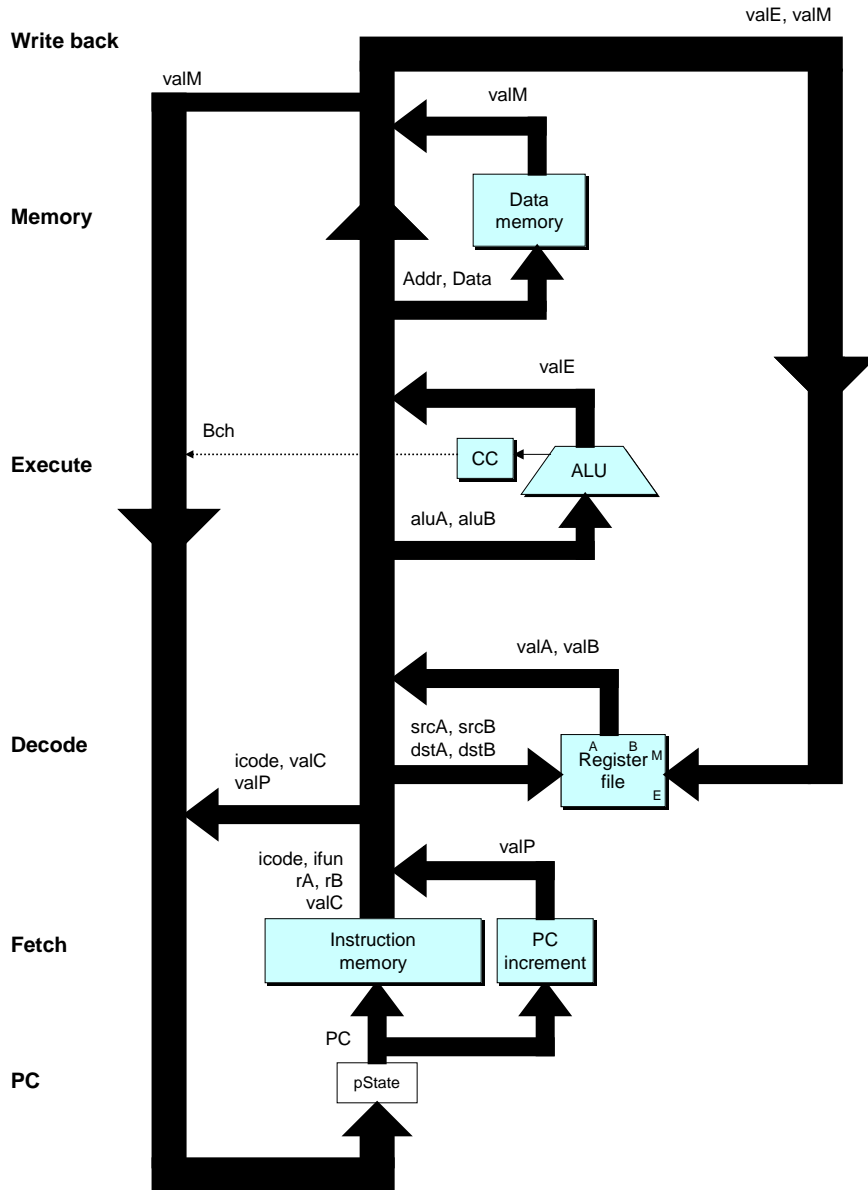 valE, valM
Write back
valM
valM
Data
memory
Memory
Addr, Data
valE
Bch
CC
ALU
Execute
aluA, aluB
valA, valB
srcA, srcB
dstA, dstB
Decode
A
B
M
Register
file
E
icode, valC
valP
valP
icode, ifun
rA, rB
valC
Fetch
Instruction
memory
PC
increment
PC
pState
PC